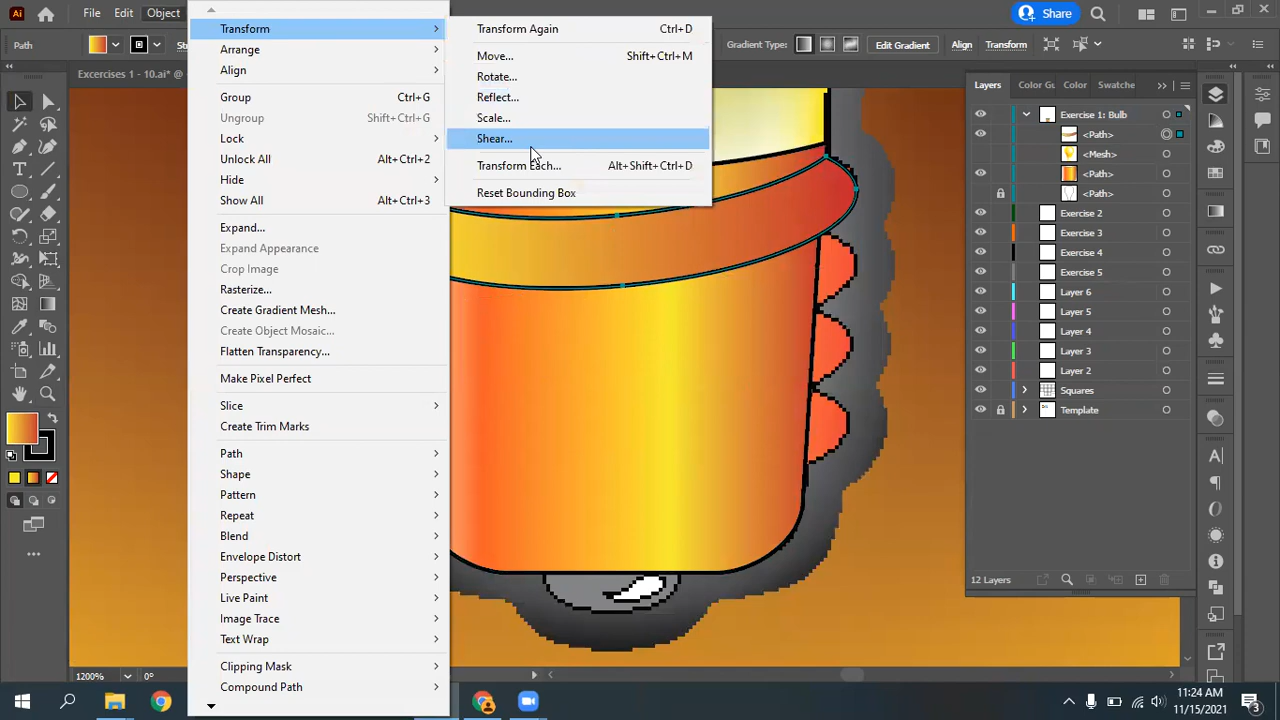 Ai File Edit Object
Share
Path St
Gradient Type: Edit Gradient Align Transform
Excercises 1 - 10.ai* @
Transform
Arrange
Align
Group Ctrl+G
Ungroup Shift+Ctrl+G
Lock
Unlock All Alt+Ctrl+2
Hide
Show All Alt+Ctrl+3
Expand...
Expand Appearance
Crop Image
Rasterize...
Create Gradient Mesh...
Create Object Mosaic...
Flatten Transparency...
Make Pixel Perfect
Slice
Create Trim Marks
Path
Shape
Pattern
Repeat
Blend
Envelope Distort
Perspective
Live Paint
Image Trace
Text Wrap
Clipping Mask
Compound Path
Transform Again Ctrl+D
Move... Shift+Ctrl+M
Rotate...
Reflect...
Scale...
Shear...
Transform Each... Alt+Shift+Ctrl+D
Reset Bounding Box
Layers Color Gu Color Swatche
Exercise 1: Bulb
<Path>
<Mesh>
<Path>
<Path>
Exercise 2
Exercise 3
Exercise 4
Exercise 5
Layer 6
Layer 5
Layer 4
Layer 3
Layer 2
Squares
Template
12 Layers
1200% 0°
11:24 AM
11/15/2021
3